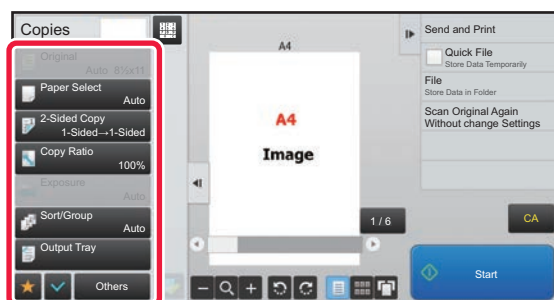 Copies
Original
Auto 8½x11
Paper Select
Auto
2-Sided Copy
1-Sided→1-Sided
Copy Ratio
100%
Exposure
Auto
Sort/Group
Auto
Output Tray
Others
A4
A4
Image
1 / 6
Send and Print
Quick File
Store Data Temporarily
File
Store Data in Folder
Scan Original Again
Without change Settings
CA
Start